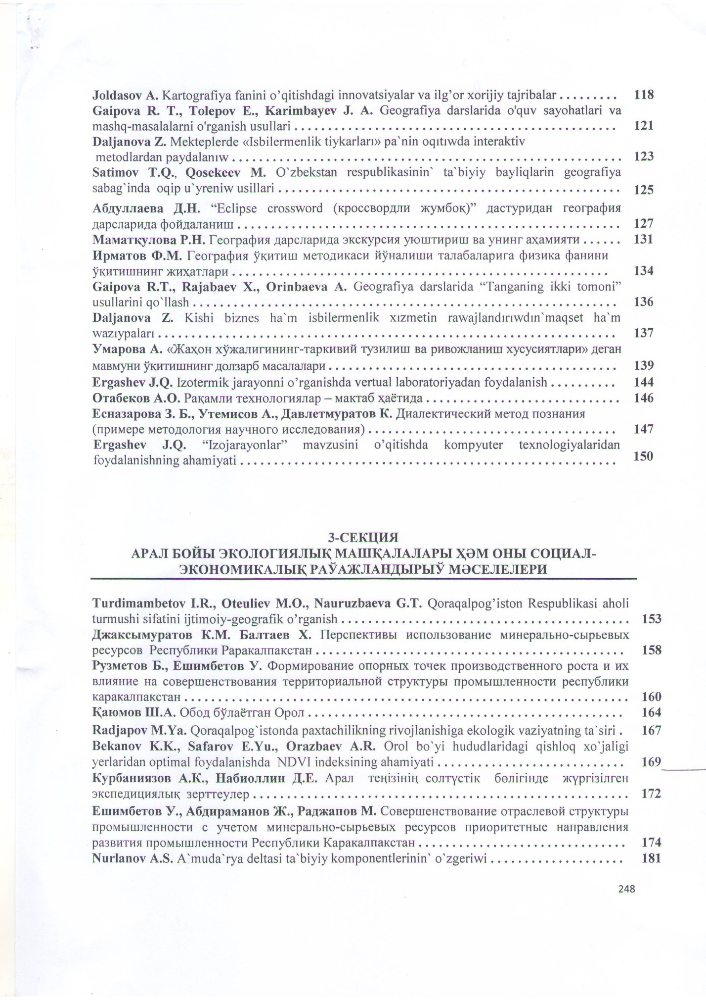 Joldasov A. Kartografiya fanini o’qitishdagi innovatsiyalar va ilg’or xorijiy tajribalar ......... 118
Gaipova R. T., Tolepov E., Karimbayev J. A. Geografiya darslarida o'quv sayohatlari va
mashq-masalalarni o'rganish usullari ................................................ 121
Daljanova Z. Mekteplerde «Isbilermenlik tiykarları» pa`nin oqıtıwda interaktiv
metodlardan paydalanıw .......................................................... 123
Satimov T.Q., Qosekeev M. O`zbekstan respublikasinin` ta`biyiy bayliqlarin geografiya
sabag`inda oqip u`yreniw usillari ................................................... 125
Абдуллаева Д.Н. “Eclipse crossword (кроссвордли жумбоқ)” дастуридан география
дарсларида фойдаланиш ......................................................... 127
Маматқулова Р.Н. География дарсларида экскурсия уюштириш ва унинг аҳамияти ...... 131
Ирматов Ф.М. География ўқитиш методикаси йўналиши талабаларига физика фанини
ўқитишнинг жиҳатлари ........................................................ 134
Gaipova R.T., Rajabaev X., Orinbaeva A. Geografiya darslarida “Tanganing ikki tomoni”
usullarini qo`llash ............................................................... 136
Daljanova Z. Kishi biznes ha`m isbilermenlik xızmetin rawajlandırıwdın`maqset ha`m
wazıypaları .................................................................... 137
Умарова А. «Жаҳон хўжалигининг-таркивий тузилиш ва ривожланиш хусусиятлари» деган
мавмуни ўқитишнинг долзарб масалалари ........................................... 139
Ergashev J.Q. Izotermik jarayonni o’rganishda vertual laboratoriyadan foydalanish .......... 144
Отабеков А.О. Рақамли технологиялар – мактаб ҳаётида ............................. 146
Есназарова З. Б., Утемисов А., Давлетмуратов К. Диалектический метод познания
(примере методология научного исследования) ..................................... 147
Ergashev J.Q. “Izojarayonlar” mavzusini o’qitishda kompyuter texnologiyalaridan
foydalanishning ahamiyati ........................................................ 150
3-СЕКЦИЯ
АРАЛ БОЙЫ ЭКОЛОГИЯЛЫҚ МАШҚАЛАЛАРЫ ҲӘМ ОНЫ СОЦИАЛ-
ЭКОНОМИКАЛЫҚ РАЎАЖЛАНДЫРЫЎ МӘСЕЛЕЛЕРИ
Turdimambetov I.R., Oteuliev M.O., Nauruzbaeva G.T. Qoraqalpog’iston Respublikasi aholi
turmushi sifatini ijtimoiy-geografik o’rganish ........................................... 153
Джаксымуратов К.М. Балтаев Х. Перспективы использование минерально-сырьевых
ресурсов Республики Раракалпакстан .............................................. 158
Рузметов Б., Ешимбетов У. Формирование опорных точек производственного роста и их
влияние на совершенствования территориальной структуры промышленности республики
каракалпакстан .................................................................. 160
Қаюмов Ш.А. Обод бўлаётган Орол ............................................... 164
Radjapov M.Ya. Qoraqalpog`istonda paxtachilikning rivojlanishiga ekologik vaziyatning ta`siri . 167
Bekanov K.K., Safarov E.Yu., Orazbaev A.R. Orol bo`yi hududlaridagi qishloq xo`jaligi
yerlaridan optimal foydalanishda NDVI indeksining ahamiyati ............................ 169
Курбаниязов А.К., Набиоллин Д.Е. Арал теңізінің солтүстік бөлігінде жүргізілген
экспедициялық зерттеулер ........................................................ 172
Ешимбетов У., Абдираманов Ж., Раджапов М. Совершенствование отраслевой структуры
промышленности с учетом минерально-сырьевых ресурсов приоритетные направления
развития промышленности Республики Каракалпакстан ............................... 174
Nurlanov A.S. A`muda`rya deltasi ta`biyiy komponentlerinin` o`zgeriwi .................... 181
248